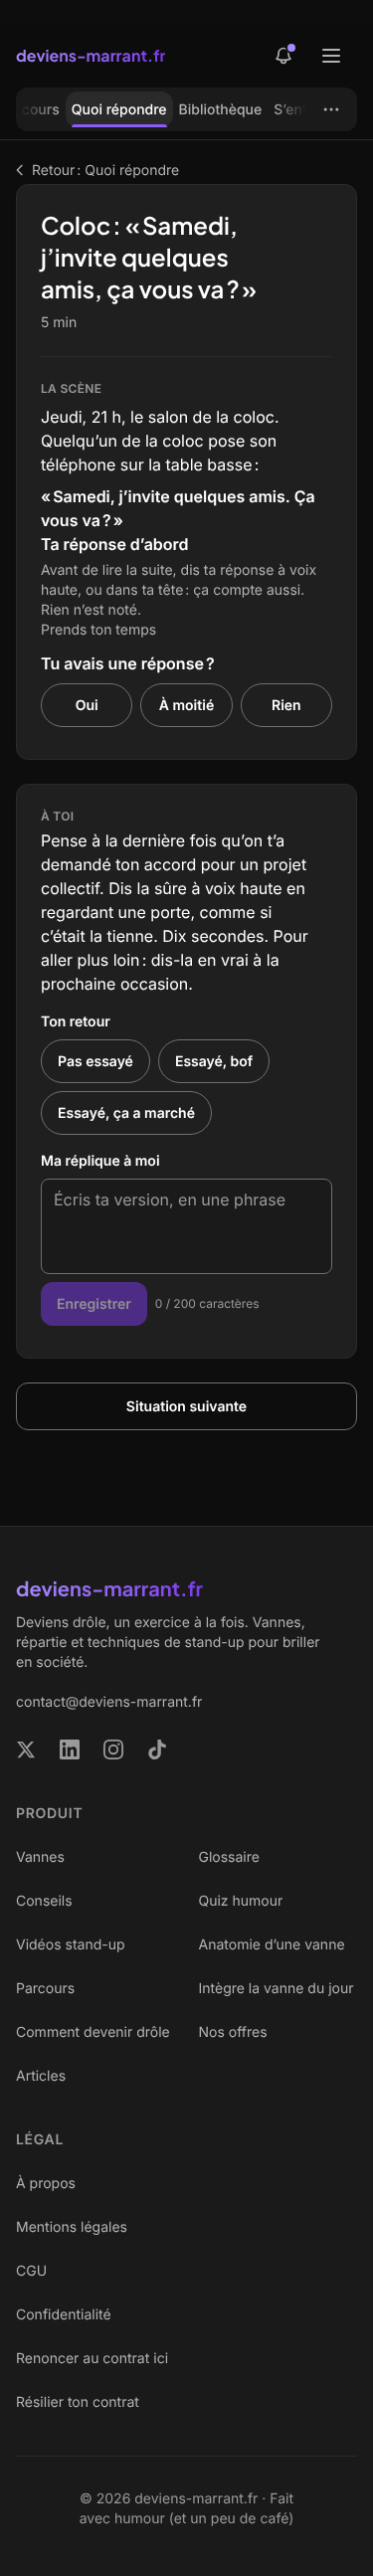 deviens-marrant.fr
cours Quoi répondre Bibliothèque S’en
Retour : Quoi répondre
Coloc : « Samedi,
j’invite quelques
amis, ça vous va ? »
5 min
LA SCÈNE
Jeudi, 21 h, le salon de la coloc.
Quelqu’un de la coloc pose son
téléphone sur la table basse :
« Samedi, j’invite quelques amis. Ça
vous va ? »
Ta réponse d’abord
Avant de lire la suite, dis ta réponse à voix
haute, ou dans ta tête : ça compte aussi.
Rien n’est noté.
Prends ton temps
Tu avais une réponse ?
Oui À moitié Rien
À TOI
Pense à la dernière fois qu’on t’a
demandé ton accord pour un projet
collectif. Dis la sûre à voix haute en
regardant une porte, comme si
c’était la tienne. Dix secondes. Pour
aller plus loin : dis-la en vrai à la
prochaine occasion.
Ton retour
Pas essayé Essayé, bof
Essayé, ça a marché
Ma réplique à moi
Écris ta version, en une phrase
Enregistrer 0 / 200 caractères
Situation suivante
deviens-marrant.fr
Deviens drôle, un exercice à la fois. Vannes,
répartie et techniques de stand-up pour briller
en société.
contact@deviens-marrant.fr
PRODUIT
Vannes Glossaire
Conseils Quiz humour
Vidéos stand-up Anatomie d’une vanne
Parcours Intègre la vanne du jour
Comment devenir drôle Nos offres
Articles
LÉGAL
À propos
Mentions légales
CGU
Confidentialité
Renoncer au contrat ici
Résilier ton contrat
© 2026 deviens-marrant.fr · Fait
avec humour (et un peu de café)